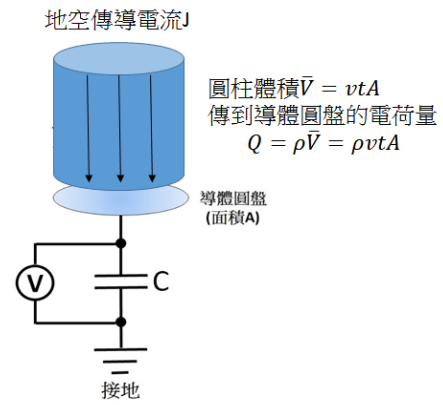 地空傳導電流J
圓柱體積V̄ = vtA
傳到導體圓盤的電荷量
Q = ρV̄ = ρvtA
導體圓盤
(面積A)
V
C
接地